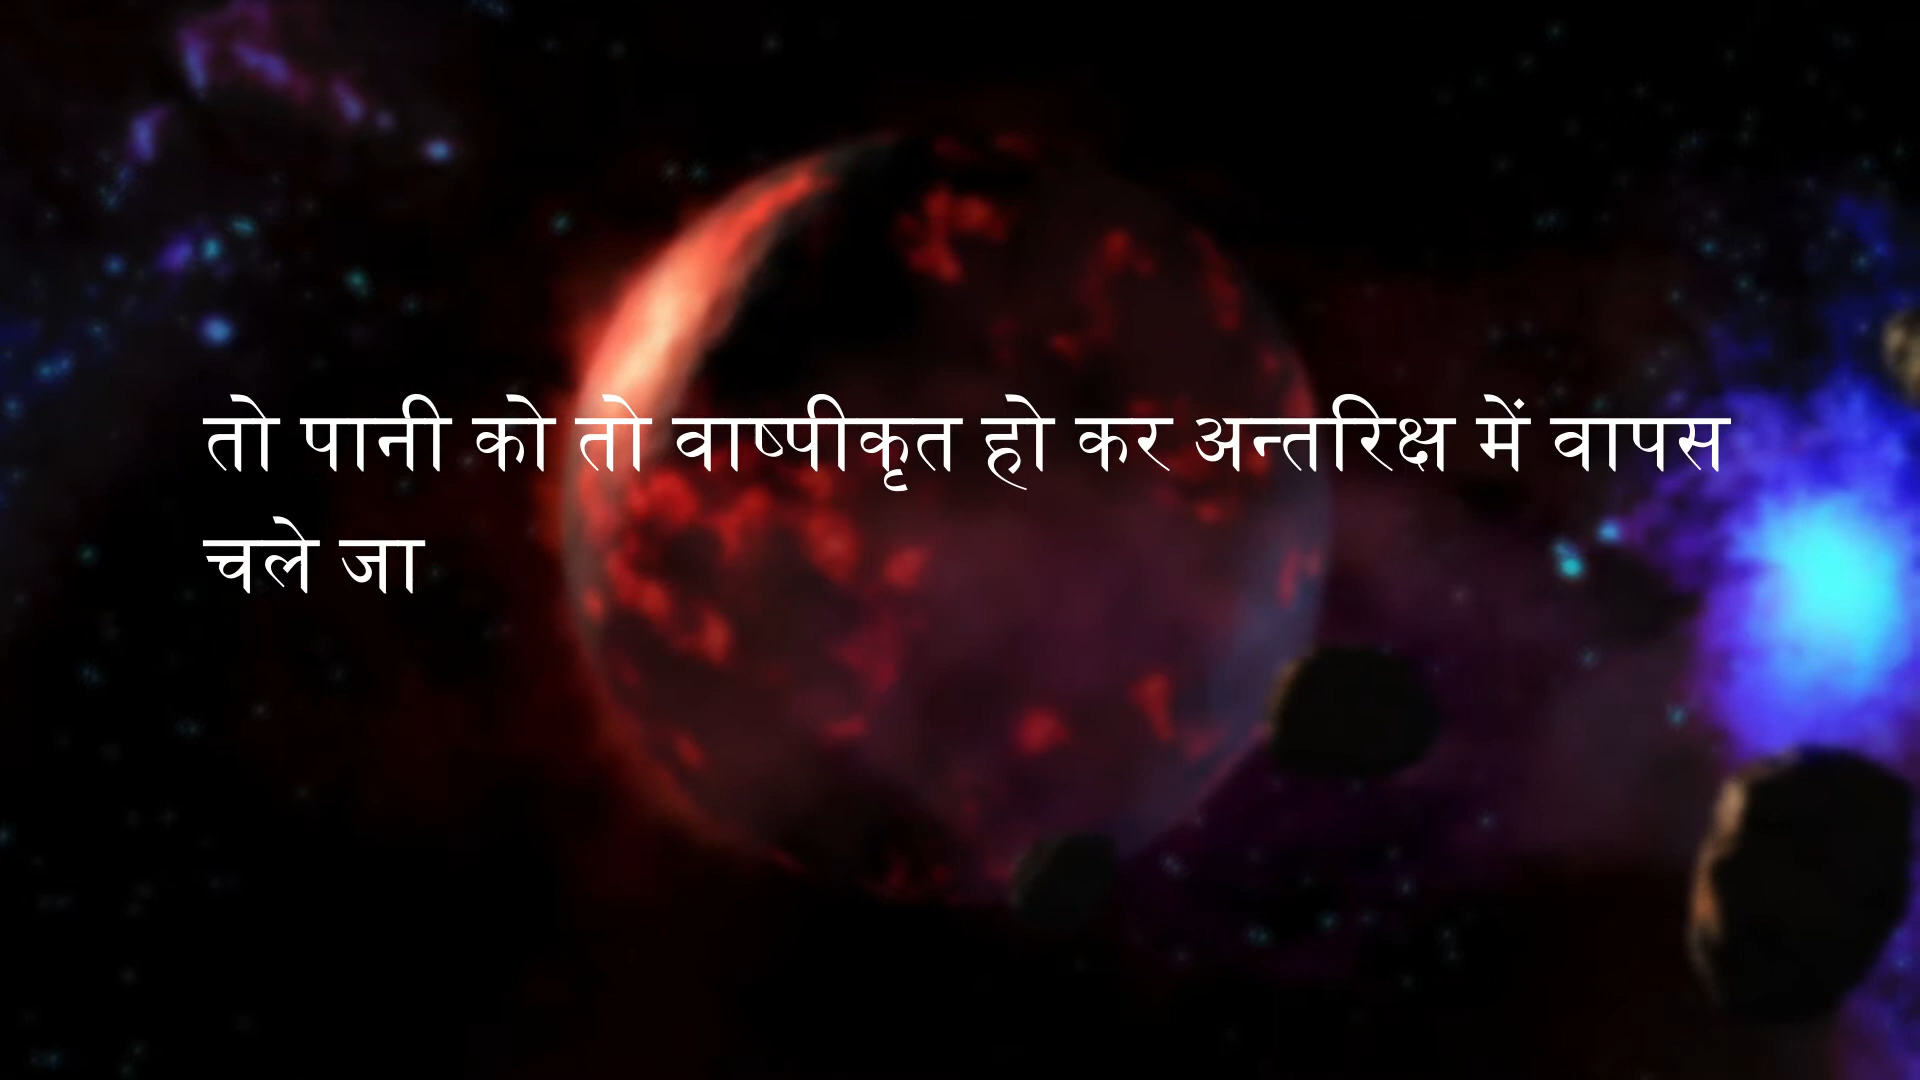 तो पानी को तो वाष्पीकृत हो कर अन्तरिक्ष में वापस
चले जा